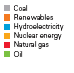 Coal
Renewables
Hydroelectricity
Nuclear energy
Natural gas
Oil